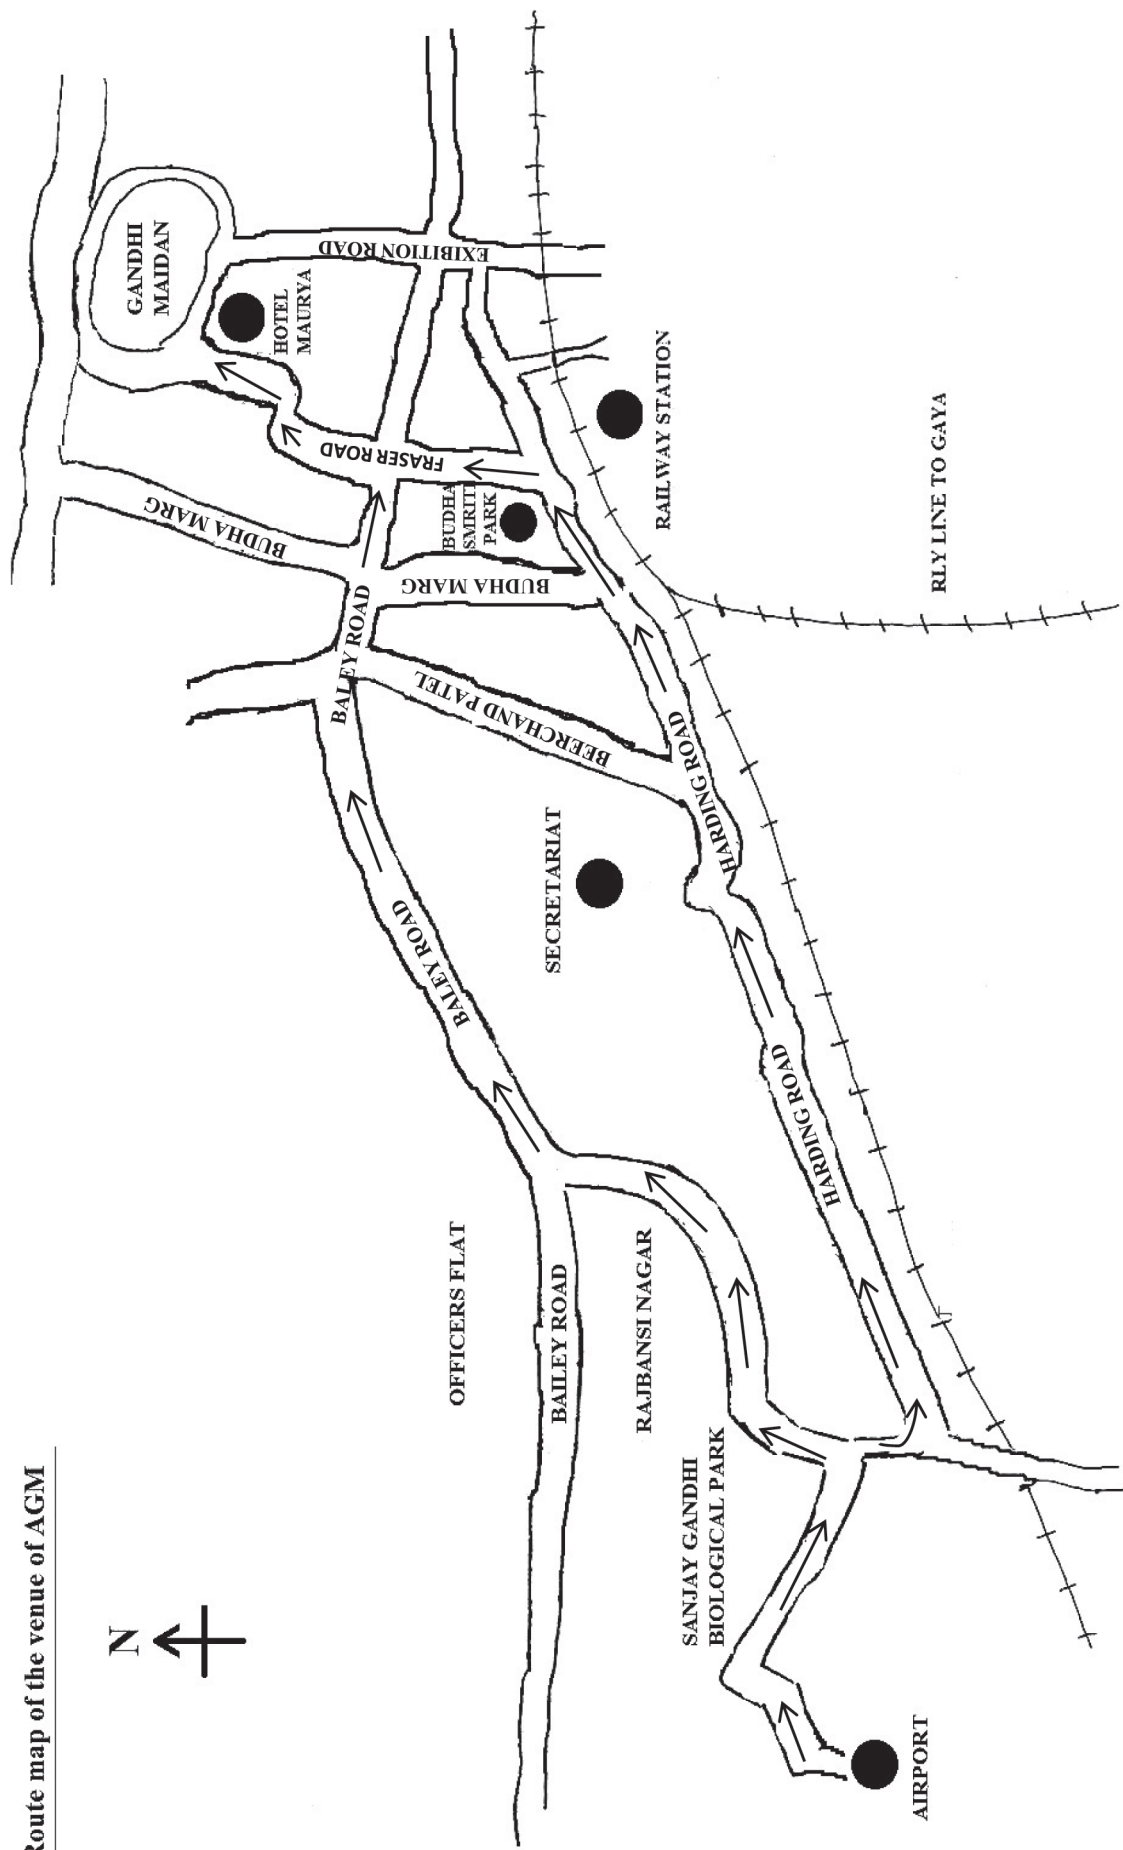 Route map of the venue of AGM
N
GANDHI
MAIDAN
HOTEL
MAURYA
EXIBITION ROAD
FRASER ROAD
BUDHA MARG
BUDHA
SMRITI
PARK
BUDHA MARG
BALEY ROAD
BEERCHAND PATEL
RAILWAY STATION
RLY LINE TO GAYA
HARDING ROAD
SECRETARIAT
BALEY ROAD
HARDING ROAD
OFFICERS FLAT
BAILEY ROAD
RAJBANSI NAGAR
SANJAY GANDHI
BIOLOGICAL PARK
AIRPORT